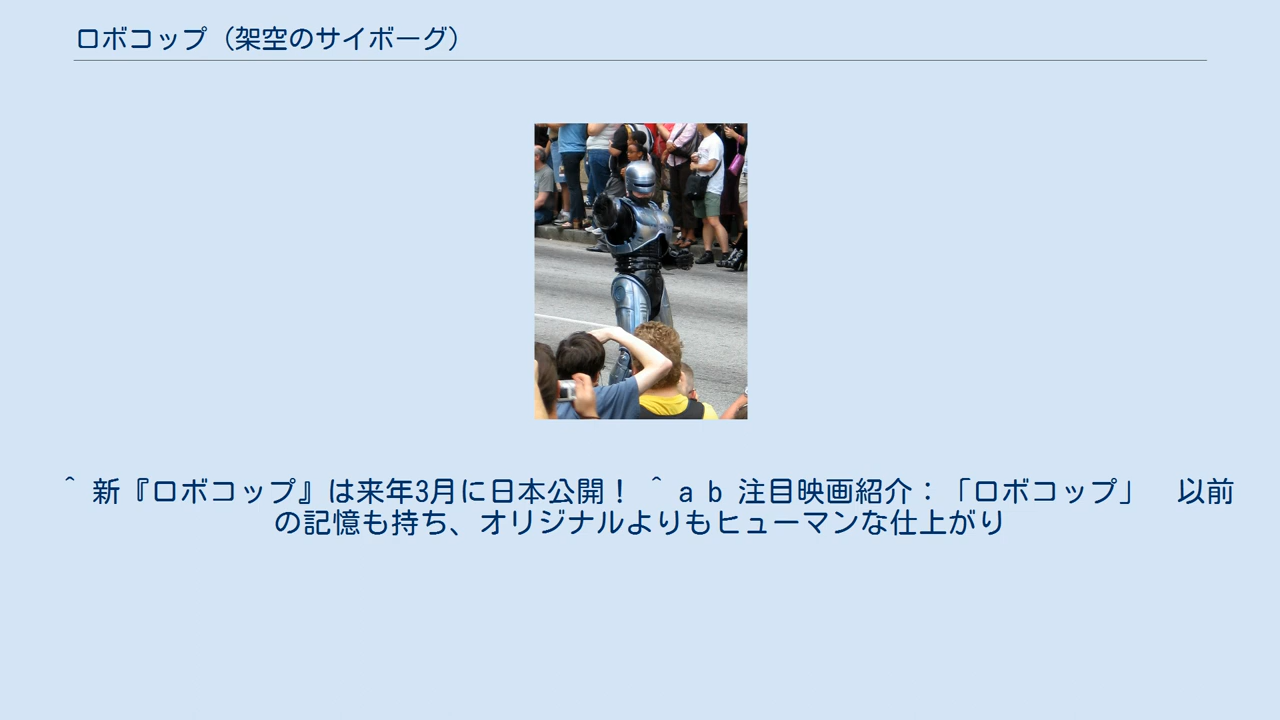 ロボコップ（架空のサイボーグ）
^ 新『ロボコップ』は来年3月に日本公開！ ^ a b 注目映画紹介：「ロボコップ」　以前
の記憶も持ち、オリジナルよりもヒューマンな仕上がり